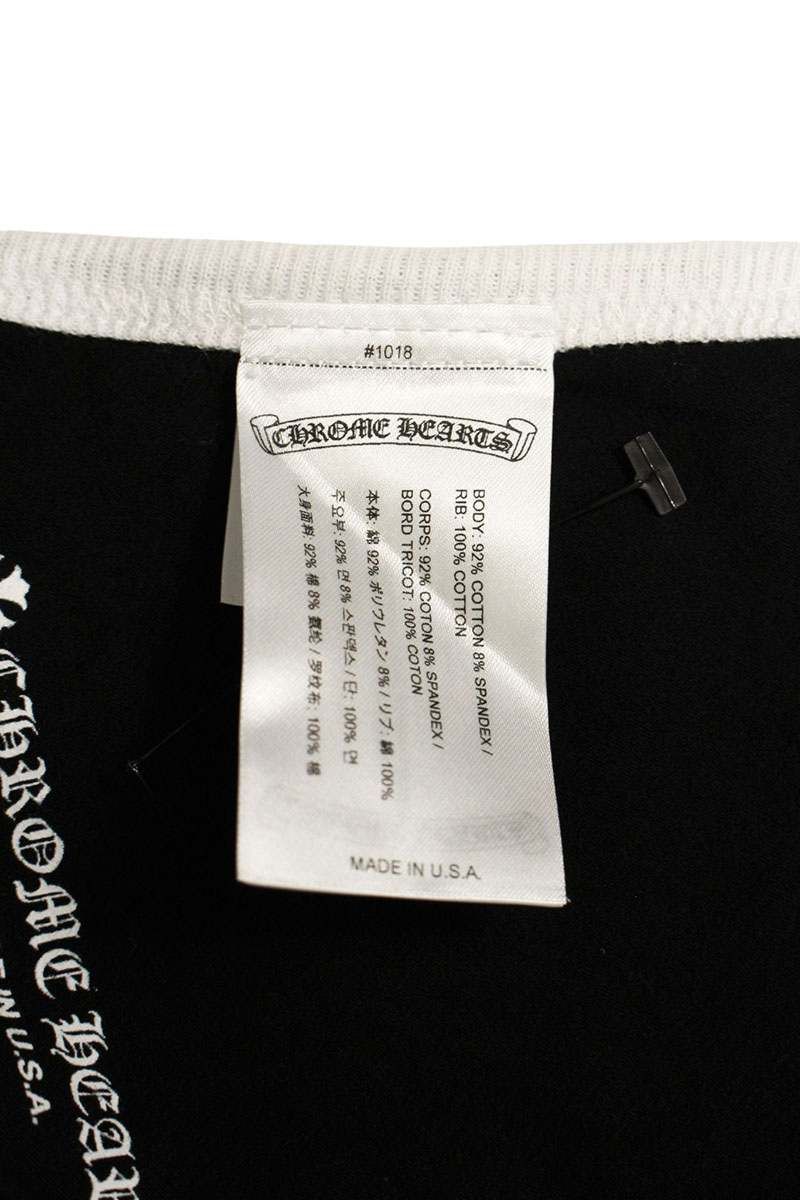 #1018
CHROME HEARTS
BODY: 92% COTTON 8% SPANDEX /
RIB: 100% COTTON
CORPS: 92% COTON 8% SPANDEX /
BORD TRICOT: 100% COTON
本体: 綿 92% ポリウレタン 8% / リブ: 綿 100%
주요부: 92% 면 8% 스판덱스 / 단: 100% 면
大身面料: 92% 棉 8% 氨纶 / 罗纹布: 100% 棉
MADE IN U.S.A.
CHROME HEAR
IN U.S.A.